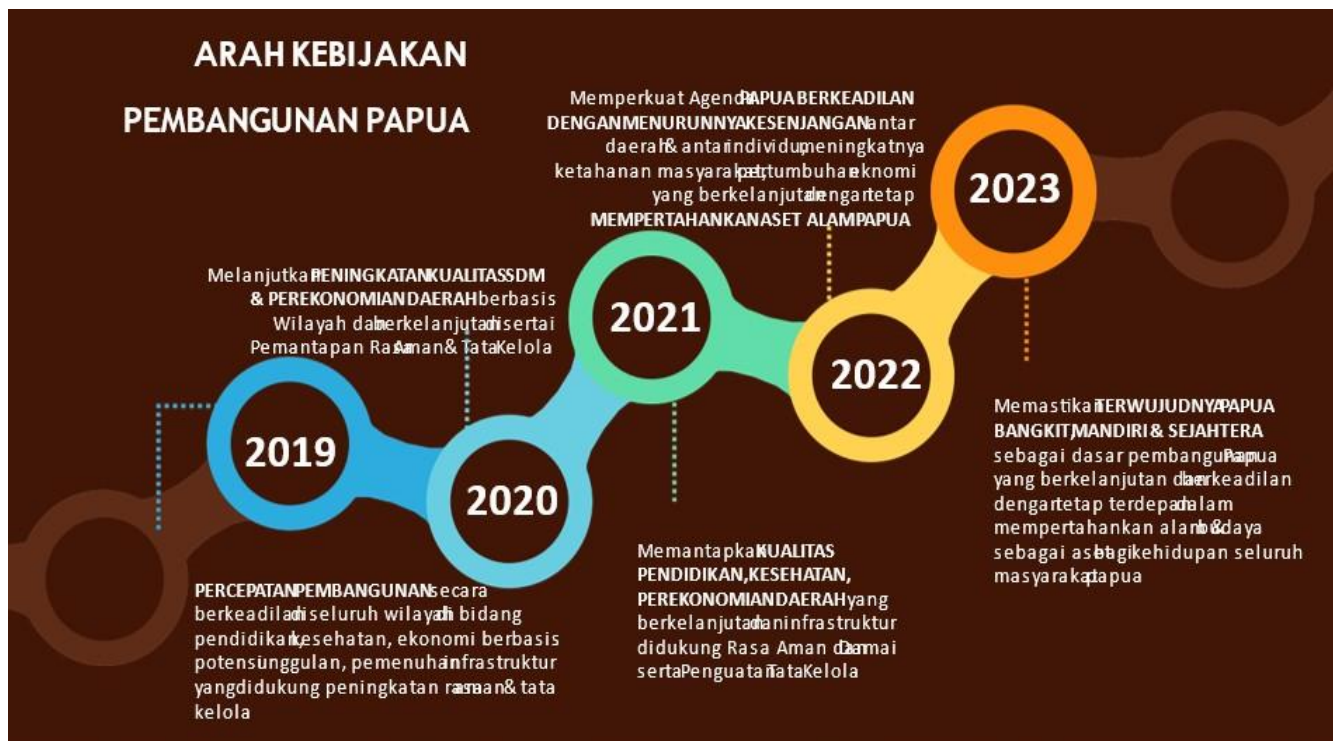 ARAH KEBIJAKAN
PEMBANGUNAN PAPUA
Memperkuat Agenda PAPUA BERKEADILAN
DENGAN MENURUNNYA KESENJANGAN antar
daerah & antar individu, meningkatnya
ketahanan masyarakat, pertumbuhan eknomi
yang berkelanjutan dengan tetap
MEMPERTAHANKAN ASET ALAM PAPUA
2023
Melanjutkan PENINGKATAN KUALITAS SDM
& PEREKONOMIAN DAERAH berbasis
Wilayah dan berkelanjutan disertai
Pemantapan Rasa Aman & Tata Kelola
2021
2022
2019
2020
Memastikan TERWUJUDNYA PAPUA
BANGKIT, MANDIRI & SEJAHTERA
sebagai dasar pembangunan Papua
yang berkelanjutan dan berkeadilan
dengan tetap terdepan dalam
mempertahankan alam & budaya
sebagai aset bagi kehidupan seluruh
masyarakat papua
Memantapkan KUALITAS
PENDIDIKAN, KESEHATAN,
PEREKONOMIAN DAERAH yang
berkelanjutan dan infrastruktur
didukung Rasa Aman dan Damai
serta Penguatan Tata Kelola
PERCEPATAN PEMBANGUNAN secara
berkeadilan diseluruh wilayah di bidang
pendidikan, kesehatan, ekonomi berbasis
potensi unggulan, pemenuhan infrastruktur
yang didukung peningkatan rasa aman & tata
kelola